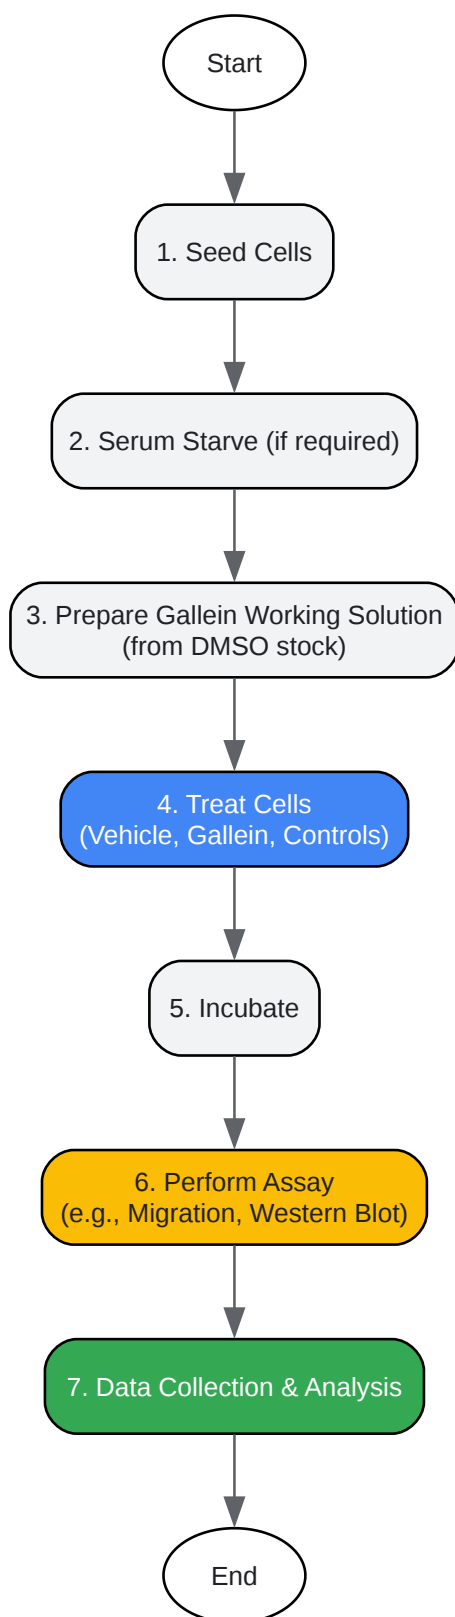 Start
1. Seed Cells
2. Serum Starve (if required)
3. Prepare Gallein Working Solution
(from DMSO stock)
4. Treat Cells
(Vehicle, Gallein, Controls)
5. Incubate
6. Perform Assay
(e.g., Migration, Western Blot)
7. Data Collection & Analysis
End